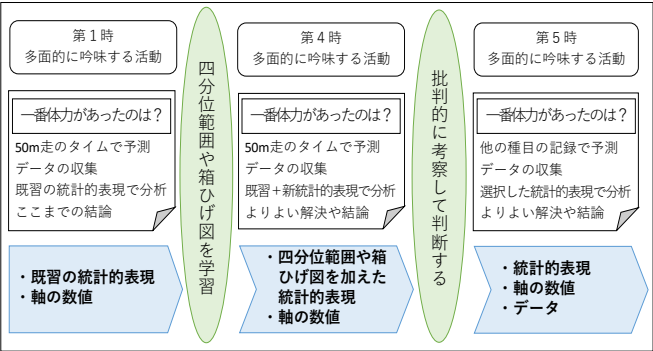 第１時
多面的に吟味する活動
一番体力があったのは？
50m走のタイムで予測
データの収集
既習の統計的表現で分析
ここまでの結論
・既習の統計的表現
・軸の数値
四分位範囲や箱ひげ図を学習
第４時
多面的に吟味する活動
一番体力があったのは？
50m走のタイムで予測
データの収集
既習＋新統計的表現で分析
よりよい解決や結論
・四分位範囲や箱
ひげ図を加えた
統計的表現
・軸の数値
批判的に考察して判断する
第５時
多面的に吟味する活動
一番体力があったのは？
他の種目の記録で予測
データの収集
選択した統計的表現で分析
よりよい解決や結論
・統計的表現
・軸の数値
・データ